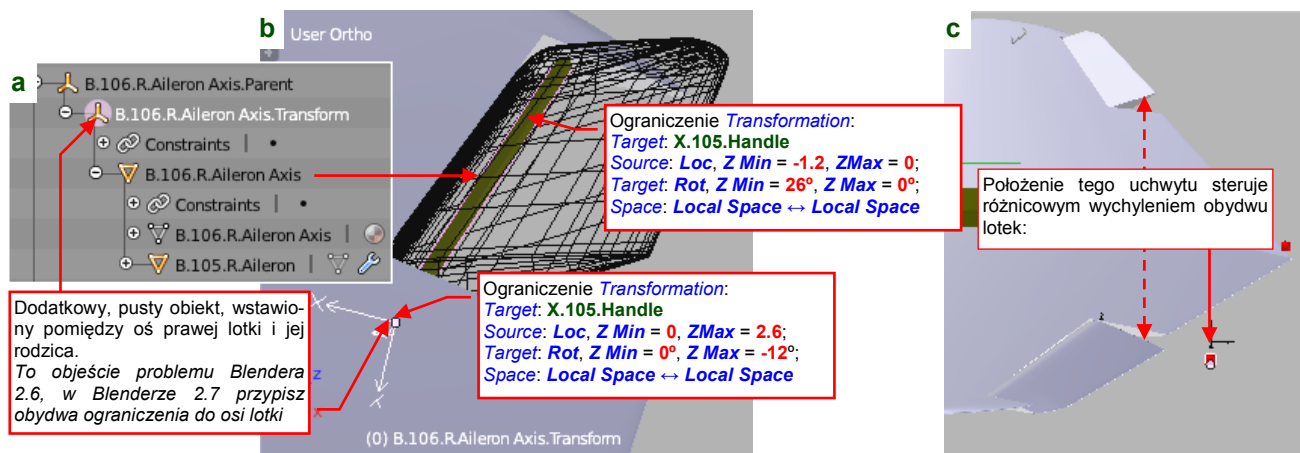 a
B.106.R.Aileron Axis.Parent
B.106.R.Aileron Axis.Transform
Constraints
B.106.R.Aileron Axis
Constraints
B.106.R.Aileron Axis
B.105.R.Aileron
Dodatkowy, pusty obiekt, wstawio-
ny pomiędzy oś prawej lotki i jej
rodzica.
To objeście problemu Blendera
2.6, w Blenderze 2.7 przypisz
obydwa ograniczenia do osi lotki
b
User Ortho
Ograniczenie Transformation:
Target: X.105.Handle
Source: Loc, Z Min = -1.2, ZMax = 0;
Target: Rot, Z Min = 26º, Z Max = 0º;
Space: Local Space ↔ Local Space
Ograniczenie Transformation:
Target: X.105.Handle
Source: Loc, Z Min = 0, ZMax = 2.6;
Target: Rot, Z Min = 0º, Z Max = -12º;
Space: Local Space ↔ Local Space
z
x
(0) B.106.R.Aileron Axis.Transform
c
Położenie tego uchwytu steruje
różnicowym wychyleniem obydwu
lotek: